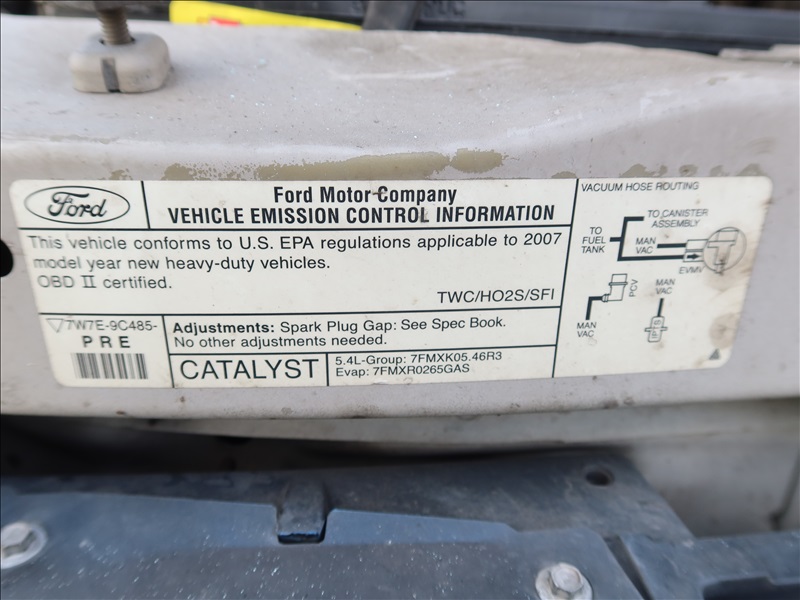 Ford
Ford Motor Company
VEHICLE EMISSION CONTROL INFORMATION
This vehicle conforms to U.S. EPA regulations applicable to 2007
model year new heavy-duty vehicles.
OBD II certified.
TWC/HO2S/SFI
7W7E-9C485-
PRE
Adjustments: Spark Plug Gap: See Spec Book.
No other adjustments needed.
CATALYST
5.4L-Group: 7FMXK05.46R3
Evap: 7FMXR0265GAS
VACUUM HOSE ROUTING
TO CANISTER
ASSEMBLY
TO
FUEL
TANK
MAN
VAC
EVMV
PCV
MAN
VAC
MAN
VAC